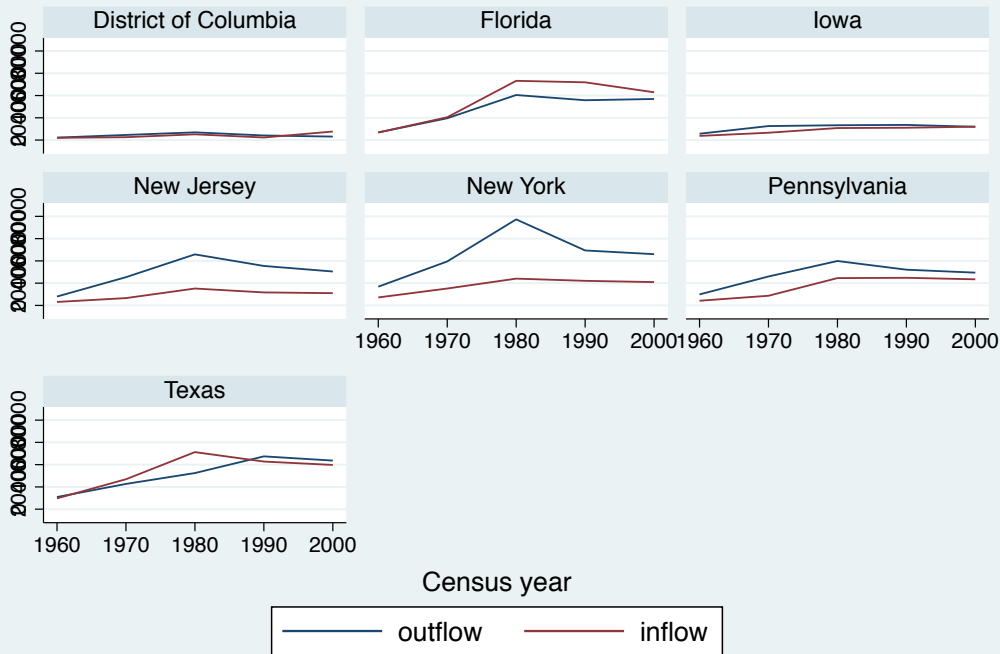 District of Columbia Florida Iowa
New Jersey New York Pennsylvania
1960 1970 1980 1990 2000 1960 1970 1980 1990 2000
Texas
1960 1970 1980 1990 2000
Census year
outflow inflow